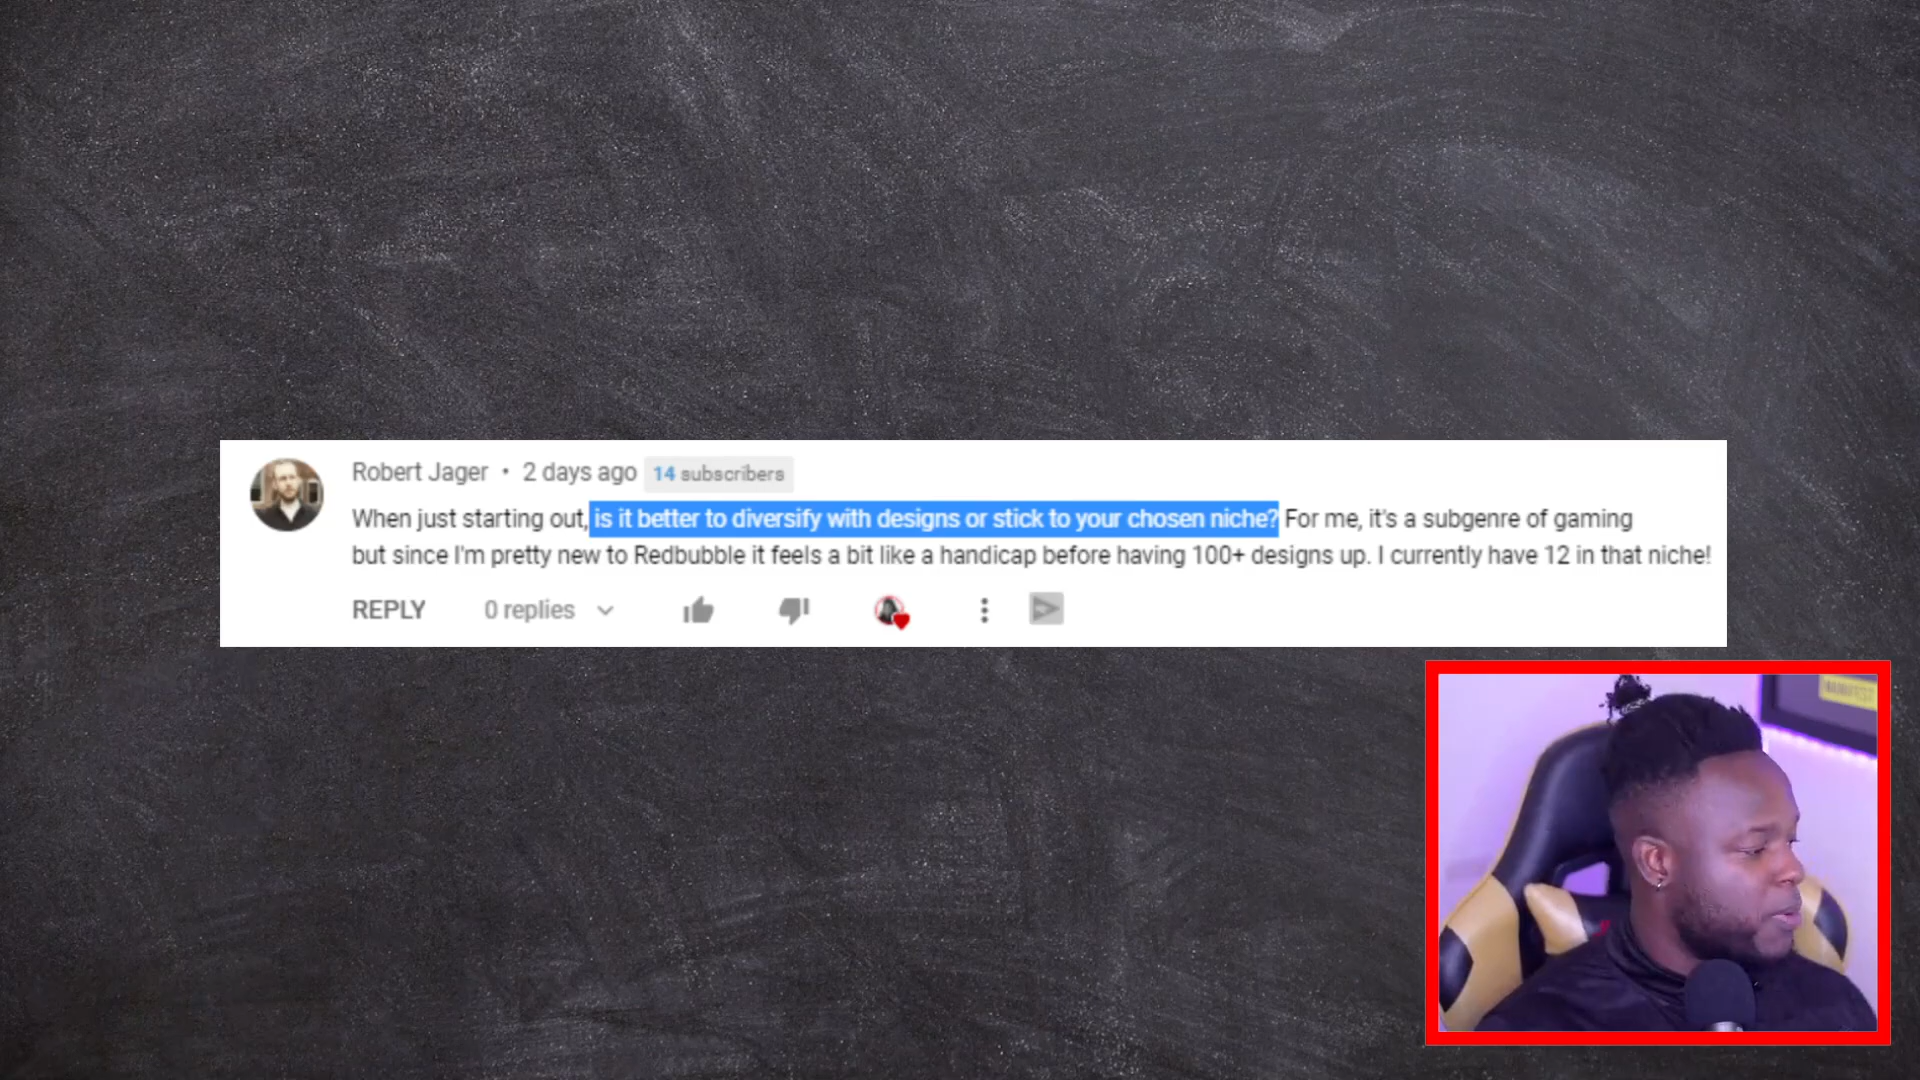 Robert Jager • 2 days ago 14 subscribers
When just starting out, is it better to diversify with designs or stick to your chosen niche? For me, it's a subgenre of gaming
but since I'm pretty new to Redbubble it feels a bit like a handicap before having 100+ designs up. I currently have 12 in that niche!
REPLY 0 replies